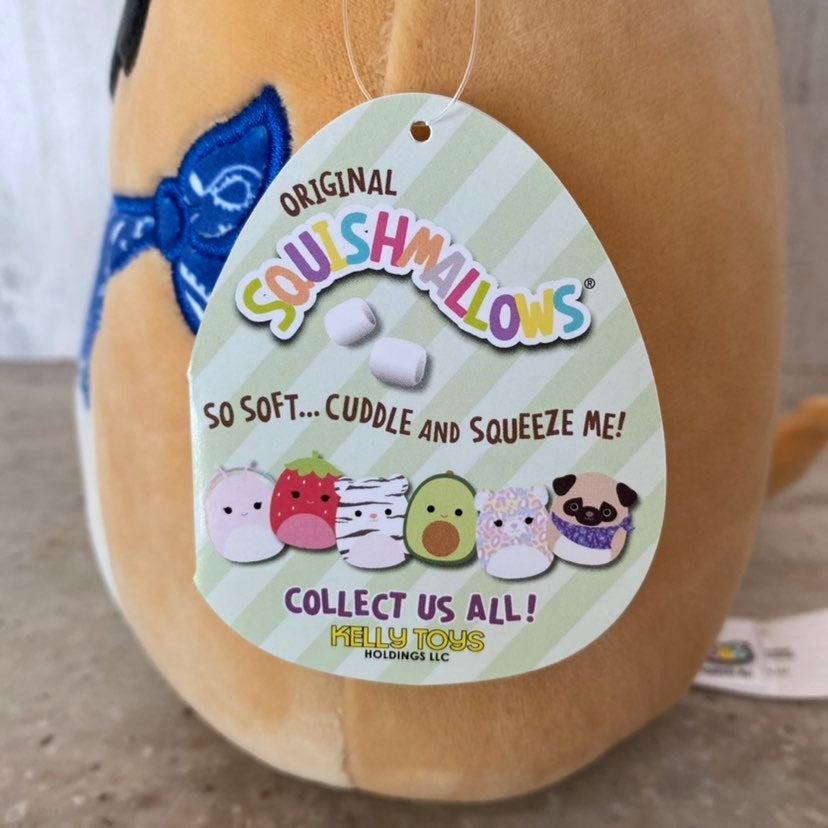 ORIGINAL
SQUISHMALLOWS®
SO SOFT... CUDDLE AND SQUEEZE ME!
COLLECT US ALL!
KELLY TOYS
HOLDINGS LLC